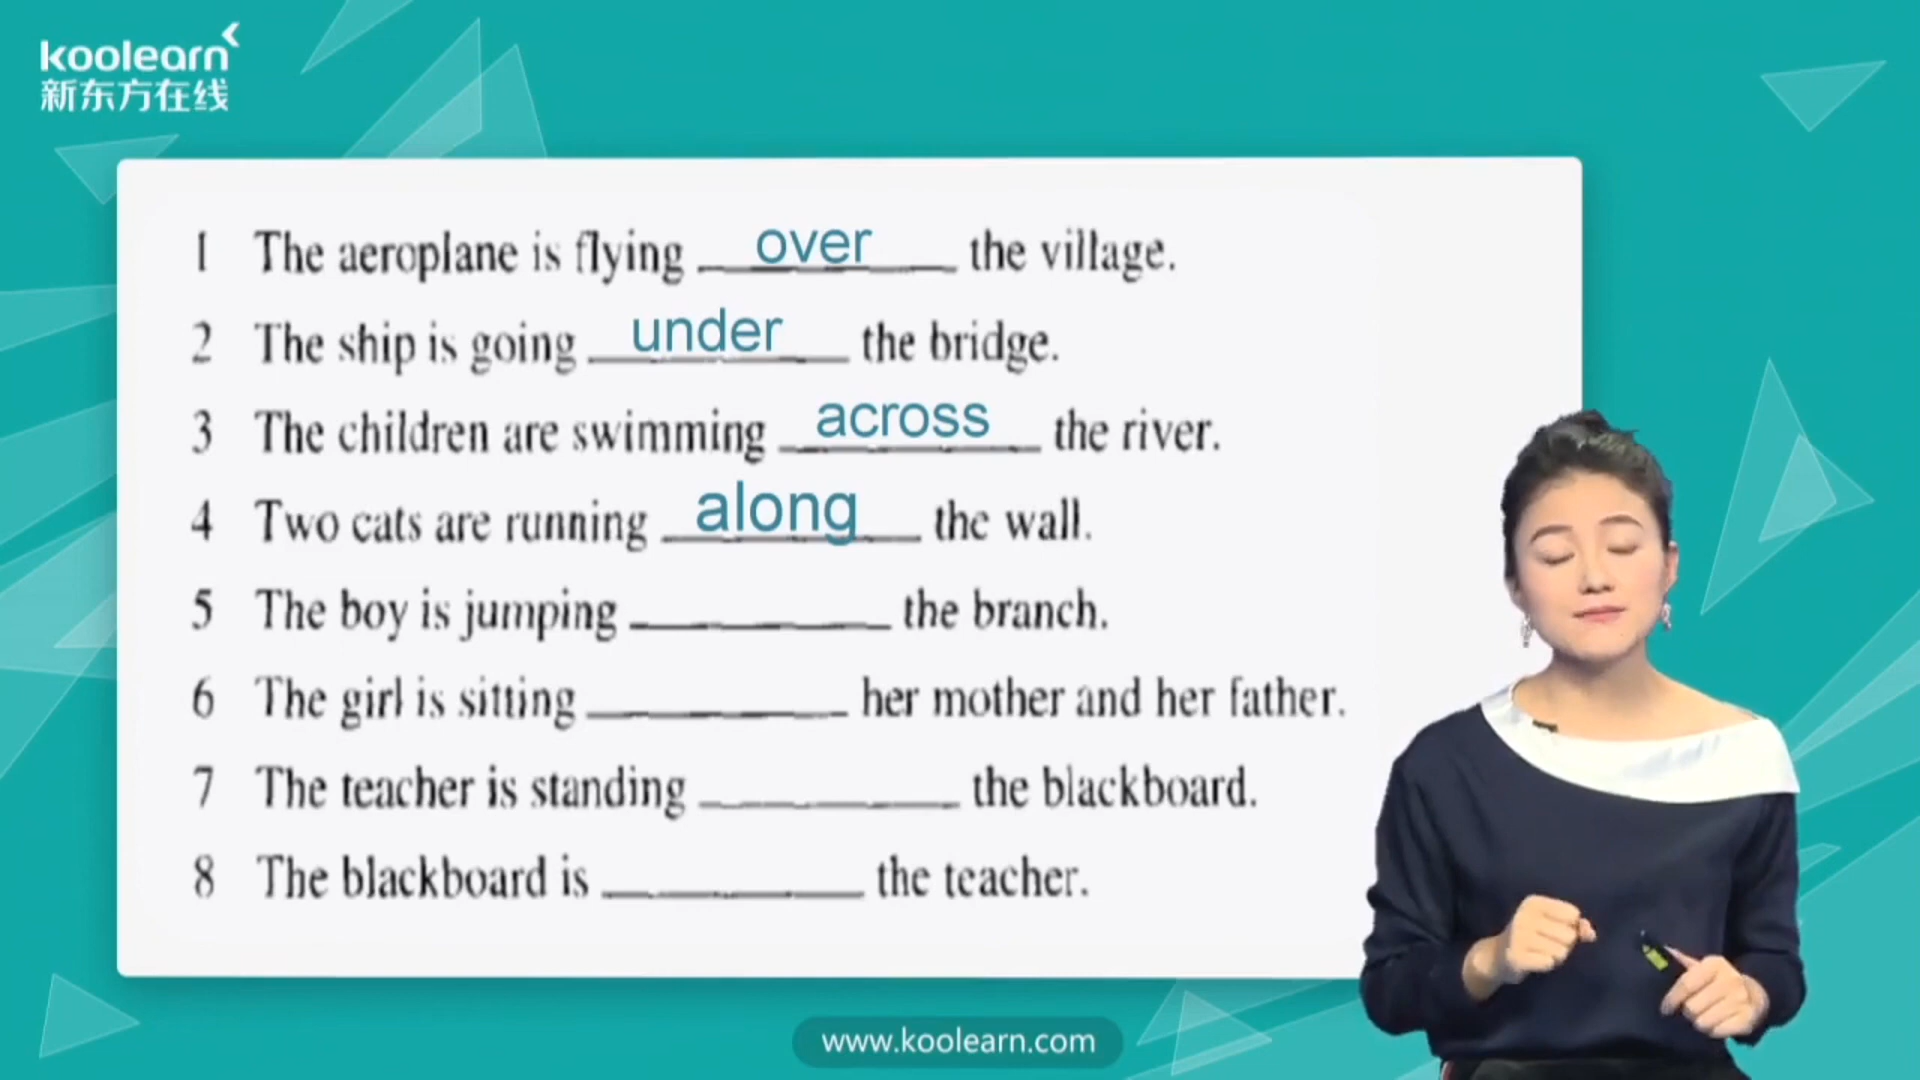 koolearn
新东方在线
1 The aeroplane is flying over the village.
2 The ship is going under the bridge.
3 The children are swimming across the river.
4 Two cats are running along the wall.
5 The boy is jumping ________ the branch.
6 The girl is sitting ________ her mother and her father.
7 The teacher is standing ________ the blackboard.
8 The blackboard is ________ the teacher.
www.koolearn.com